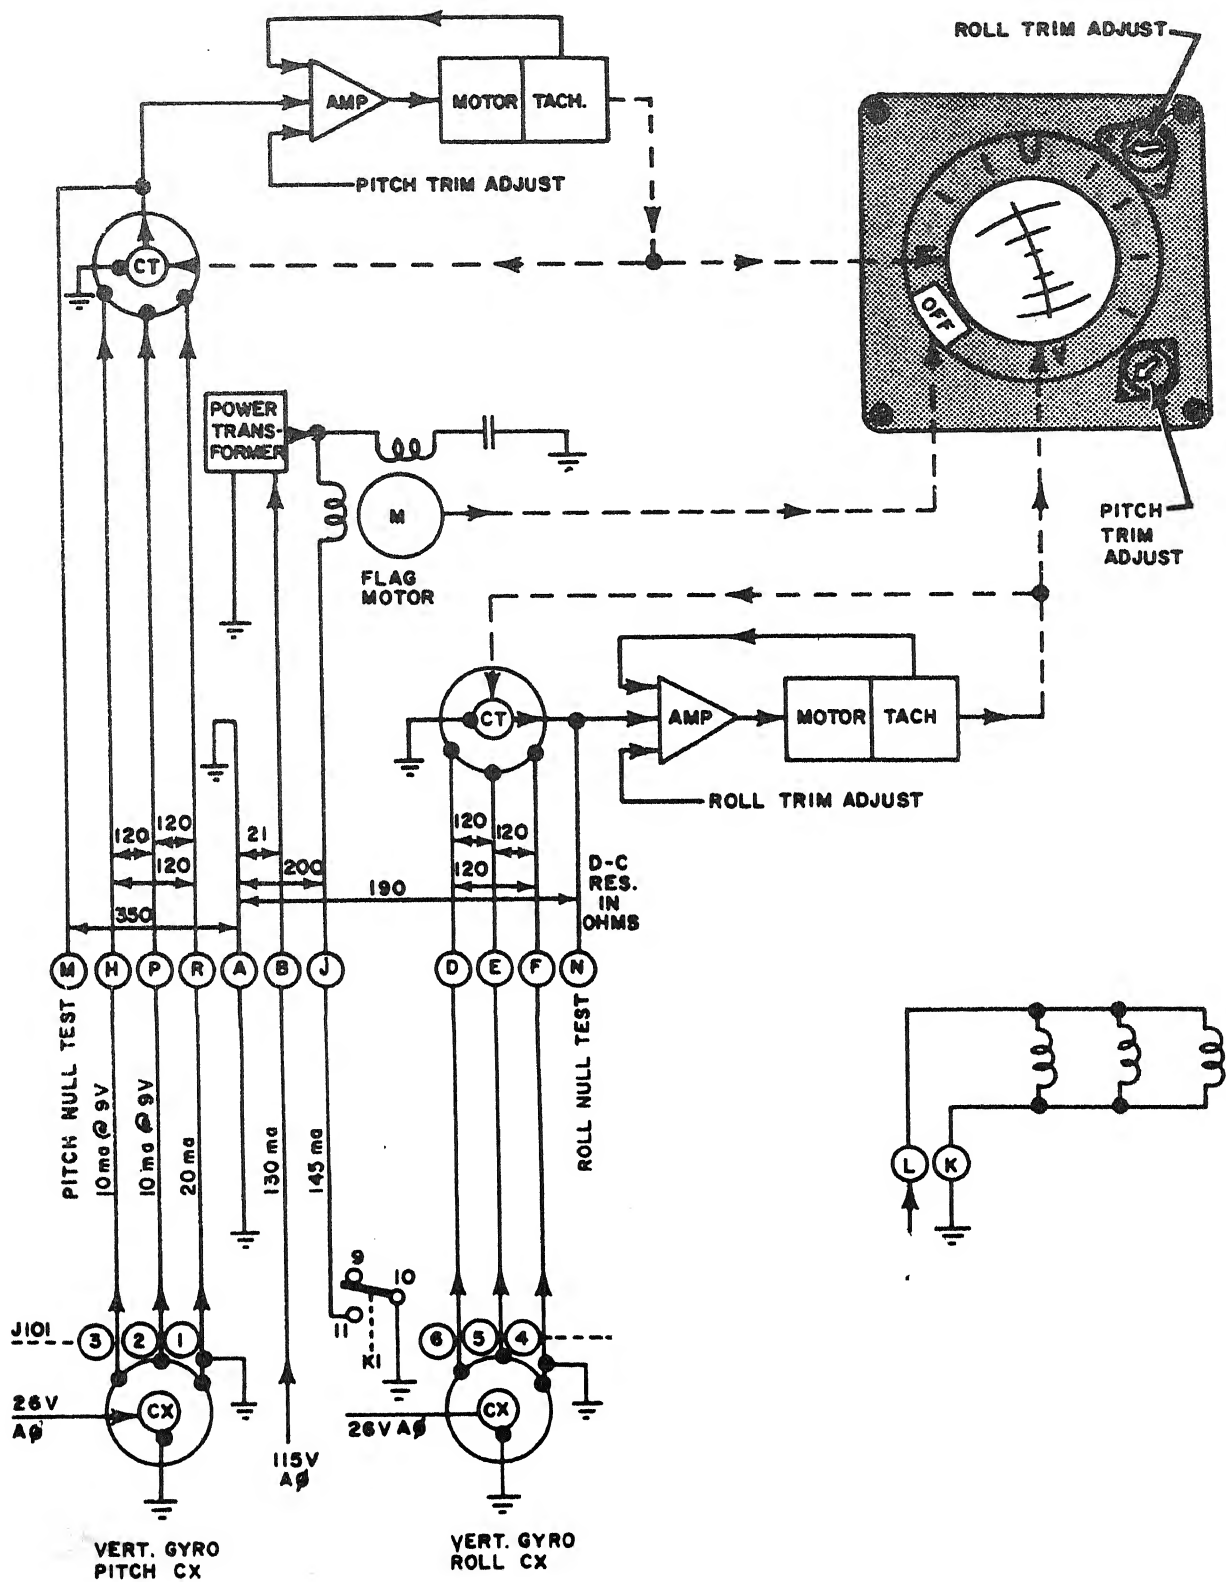 ROLL TRIM ADJUST
AMP
MOTOR
TACH.
PITCH TRIM ADJUST
CT
OFF
POWER
TRANS-
FORMER
M
FLAG
MOTOR
PITCH
TRIM
ADJUST
CT
AMP
MOTOR
TACH
ROLL TRIM ADJUST
120
120
120
21
200
190
350
120
120
120
D-C
RES.
IN
OHMS
M
H
P
R
A
B
J
D
E
F
N
PITCH NULL TEST
10 ma @ 9V
10 ma @ 9V
20 ma
130 ma
145 ma
ROLL NULL TEST
L
K
9
10
11
K1
J101
3
2
1
6
5
4
CX
26V
AØ
115V
AØ
CX
26V AØ
VERT. GYRO
PITCH CX
VERT. GYRO
ROLL CX